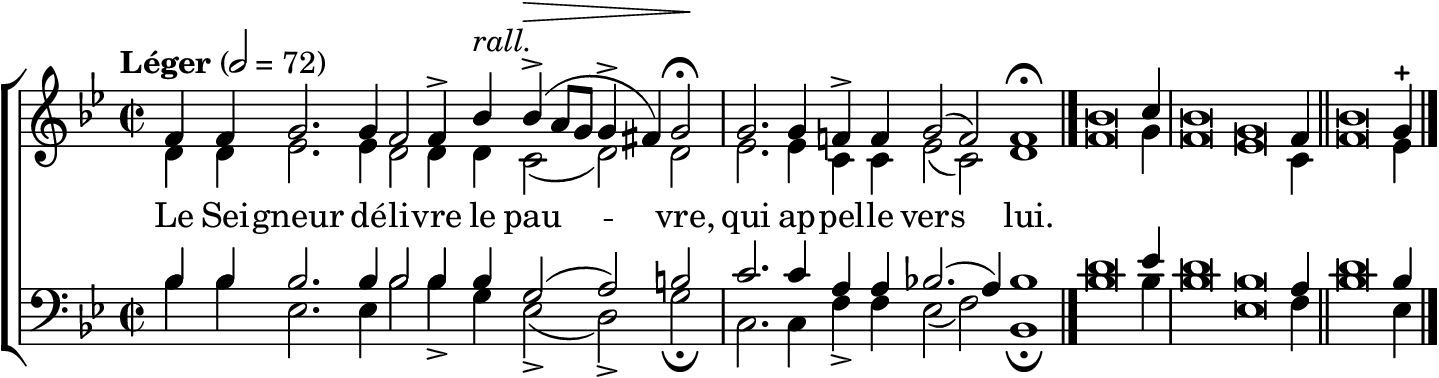 Léger (𝅗𝅥 = 72)
rall.
Le Seigneur délivre le pau - vre, qui appelle vers lui.